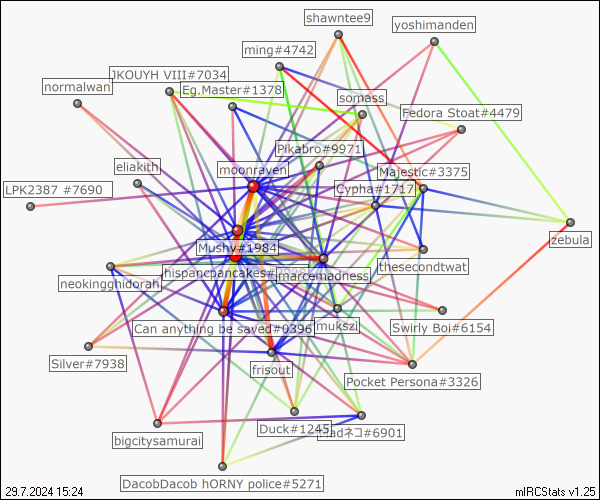 shawntee9
yoshimanden
ming#4742
JKOUYH VIII#7034
normalwan
Eg.Master#1378
somass
Fedora Stoat#4479
Pikabro#9971
eliakith
moonraven
Majestic#3375
LPK2387 #7690
Cypha#1717
zebula
Mushy#1984
thesecondtwat
hispancpancakes#
marcemadness
neokingghidorah
Can anything be saved#0396
mukszi
Swirly Boi#6154
Silver#7938
frisout
Pocket Persona#3326
Duck#1245
adネコ#6901
bigcitysamurai
DacobDacob hORNY police#5271
29.7.2024 15:24
mIRCStats v1.25